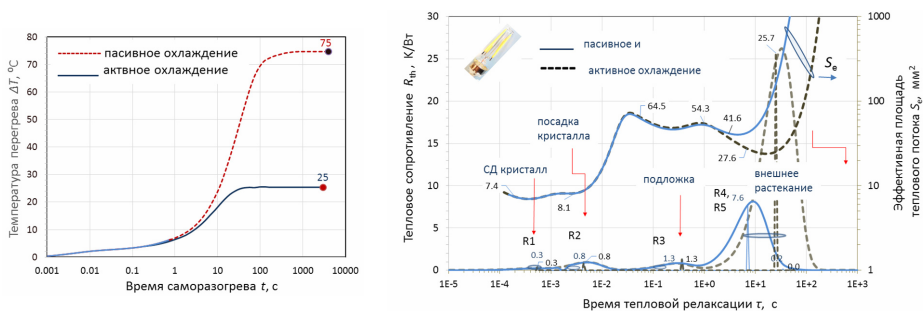 80
70
60
50
40
30
20
10
0
Температура перегрева ΔT, ⁰C
75
пасивное охлаждение
актвное охлаждение
25
0.001 0.01 0.1 1 10 100 1000 10000
Время саморазогрева t, с
30
25
20
15
10
5
0
Тепловое сопротивление Rth, К/Вт
пасивное и
активное охлаждение
25.7
Se
64.5
54.3
41.6
27.6
посадка
кристалла
СД кристалл
7.4
8.1
подложка
внешнее
растекание
R4,
R5
7.6
R1
R2
R3
0.3
0.3
0.8
0.8
1.3
1.3
0.2
0.0
1E-5 1E-4 1E-3 1E-2 1E-1 1E+0 1E+1 1E+2 1E+3
Время тепловой релаксации τ, с
1000
100
10
1
Эффективная площадь
теплового потока Se, мм²